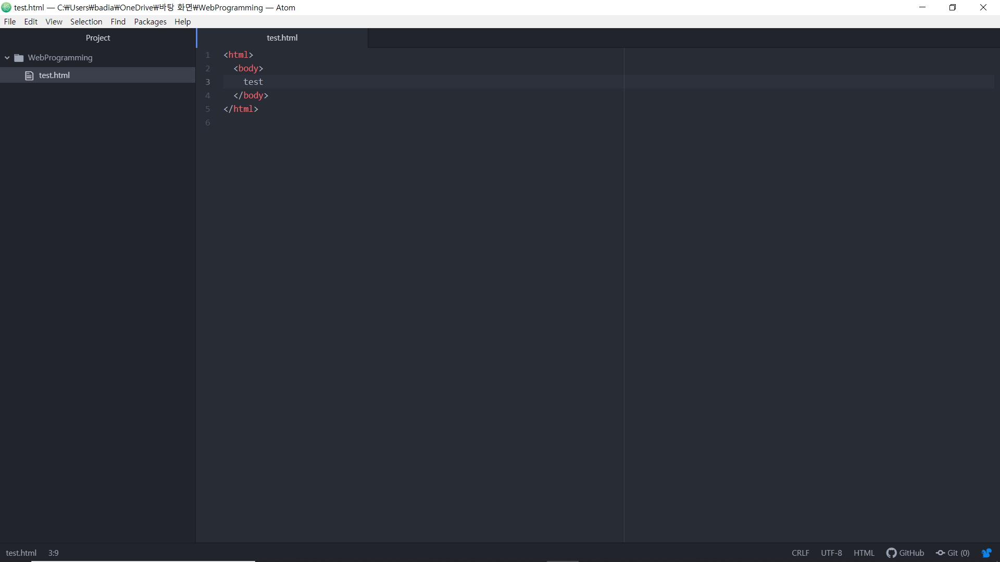 test.html — C:₩Users₩badia₩OneDrive₩바탕 화면₩WebProgramming — Atom
File Edit View Selection Find Packages Help
Project
WebProgramming
test.html
test.html
1 <html>
2   <body>
3     test
4   </body>
5 </html>
6
test.html 3:9 CRLF UTF-8 HTML GitHub Git (0)